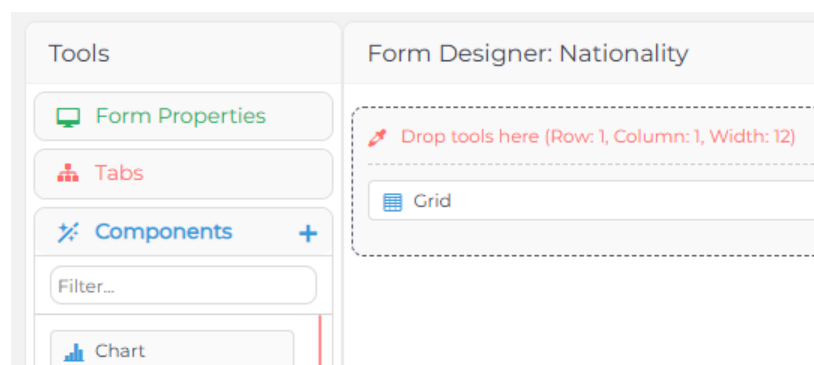 Tools
Form Properties
Tabs
Components
Filter...
Chart
Form Designer: Nationality
Drop tools here (Row: 1, Column: 1, Width: 12)
Grid